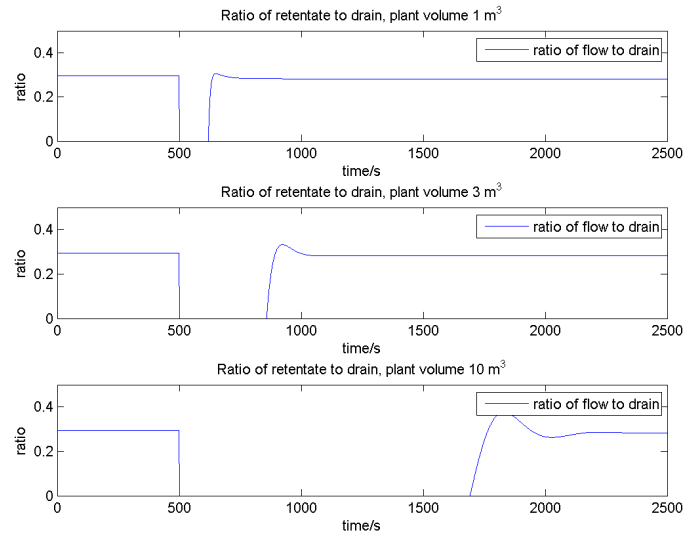 Ratio of retentate to drain, plant volume 1 m³
0.4
0.2
0
ratio
ratio of flow to drain
0 500 1000 1500 2000 2500
time/s
Ratio of retentate to drain, plant volume 3 m³
0.4
0.2
0
ratio
ratio of flow to drain
0 500 1000 1500 2000 2500
time/s
Ratio of retentate to drain, plant volume 10 m³
0.4
0.2
0
ratio
ratio of flow to drain
0 500 1000 1500 2000 2500
time/s